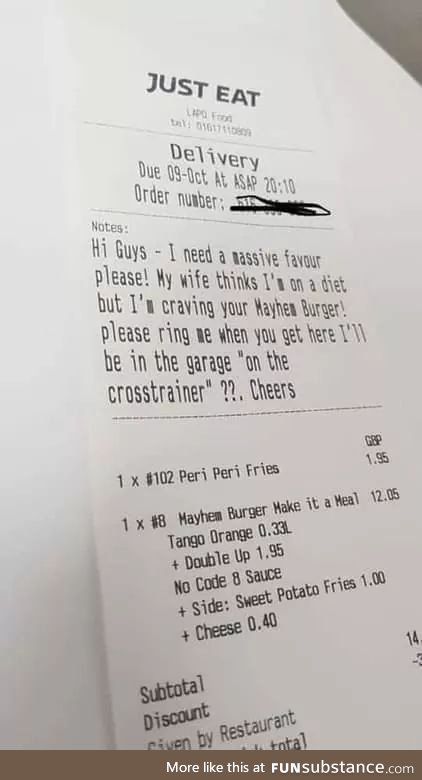 JUST EAT
LAPD Food
tel: 01617110809
Delivery
Due 09-Oct At ASAP 20:10
Order number:
Notes:
Hi Guys - I need a massive favour
please! My wife thinks I'm on a diet
but I'm craving your Mayhem Burger!
please ring me when you get here I'll
be in the garage "on the
crosstrainer" ??. Cheers
GBP
1 x #102 Peri Peri Fries 1.95
1 x #8 Mayhem Burger Make it a Meal 12.05
Tango Orange 0.33L
+ Double Up 1.95
No Code 8 Sauce
+ Side: Sweet Potato Fries 1.00
+ Cheese 0.40
Subtotal 14.
Discount -3
Given by Restaurant
total)
More like this at FUNsubstance.com